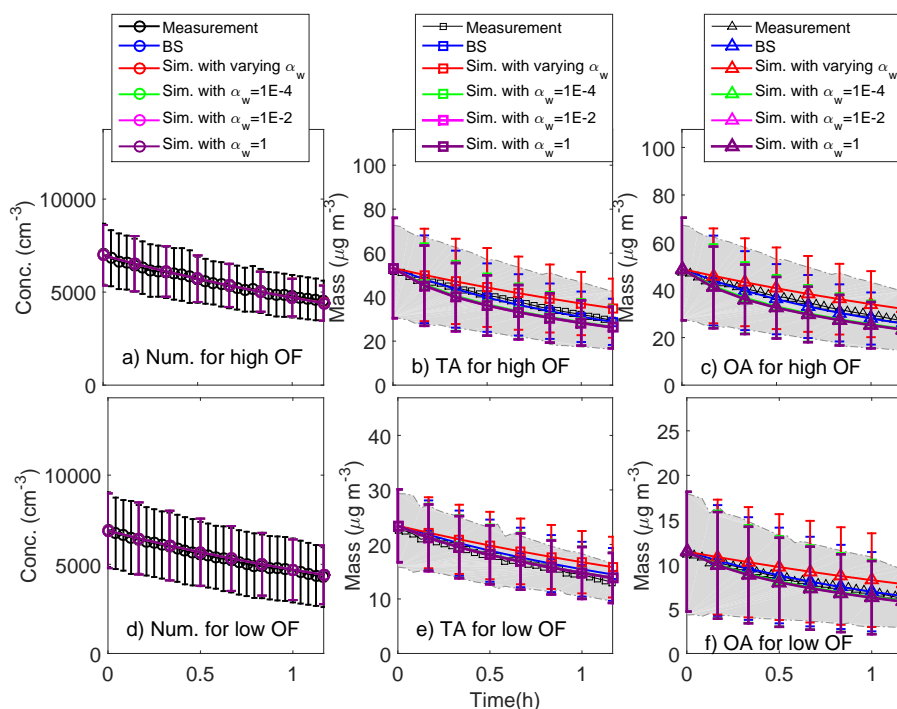 Measurement
BS
Sim. with varying α_w
Sim. with α_w=1E-4
Sim. with α_w=1E-2
Sim. with α_w=1
Measurement
BS
Sim. with varying α_w
Sim. with α_w=1E-4
Sim. with α_w=1E-2
Sim. with α_w=1
Measurement
BS
Sim. with varying α_w
Sim. with α_w=1E-4
Sim. with α_w=1E-2
Sim. with α_w=1
Conc. (cm⁻³)
10000
5000
0
a) Num. for high OF
Mass (μg m⁻³)
100
80
60
40
20
0
b) TA for high OF
Mass (μg m⁻³)
100
80
60
40
20
0
c) OA for high OF
Conc. (cm⁻³)
10000
5000
0
d) Num. for low OF
0
0.5
1
Mass (μg m⁻³)
40
30
20
10
0
e) TA for low OF
0
0.5
1
Time(h)
Mass (μg m⁻³)
25
20
15
10
5
0
f) OA for low OF
0
0.5
1